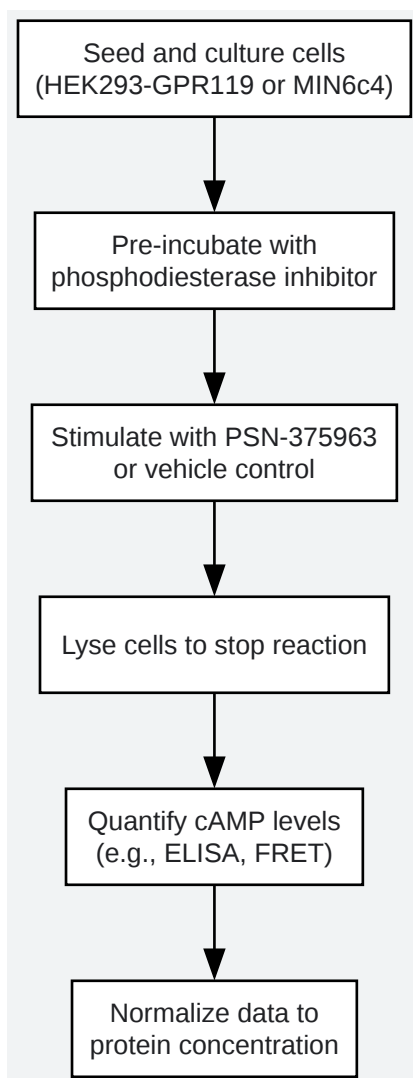 Seed and culture cells
(HEK293-GPR119 or MIN6c4)
Pre-incubate with
phosphodiesterase inhibitor
Stimulate with PSN-375963
or vehicle control
Lyse cells to stop reaction
Quantify cAMP levels
(e.g., ELISA, FRET)
Normalize data to
protein concentration